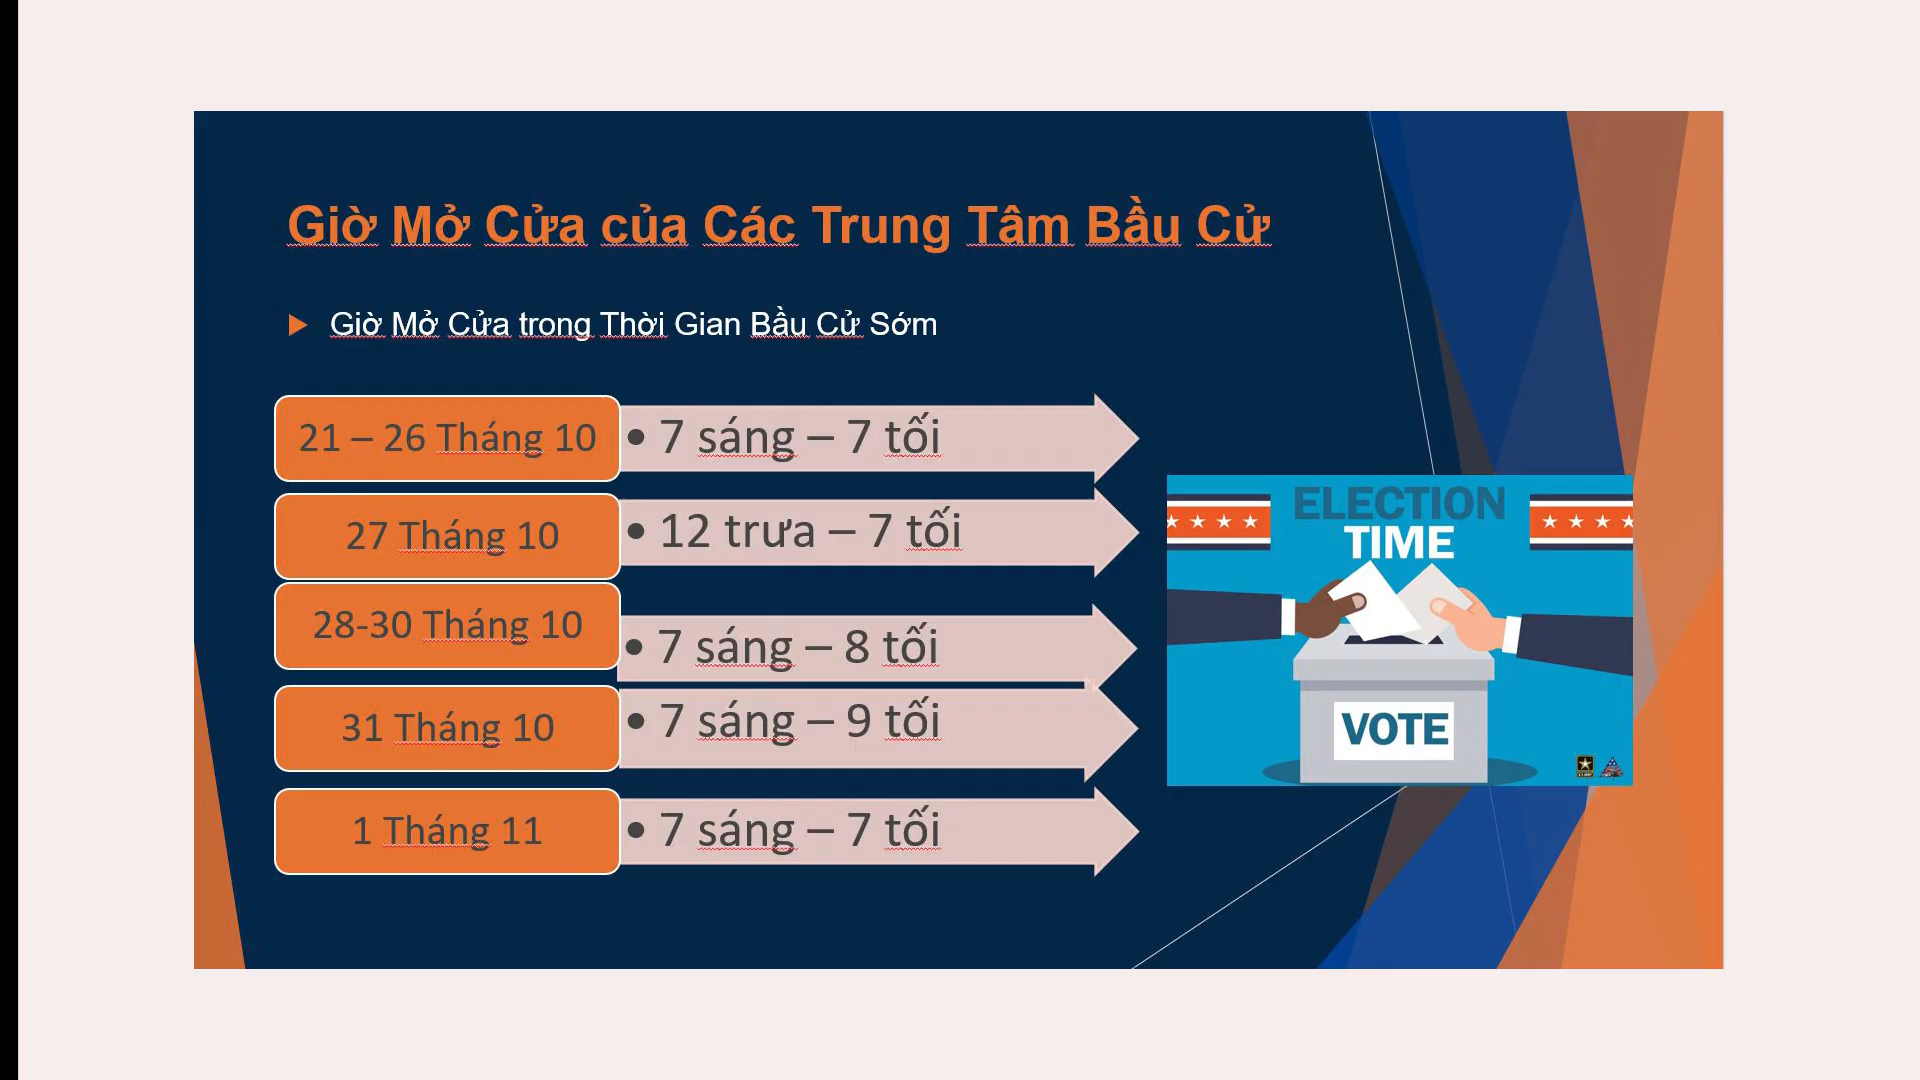 Giờ Mở Cửa của Các Trung Tâm Bầu Cử
Giờ Mở Cửa trong Thời Gian Bầu Cử Sớm
21 – 26 Tháng 10
• 7 sáng – 7 tối
27 Tháng 10
• 12 trưa – 7 tối
28-30 Tháng 10
• 7 sáng – 8 tối
31 Tháng 10
• 7 sáng – 9 tối
1 Tháng 11
• 7 sáng – 7 tối
ELECTION
TIME
VOTE